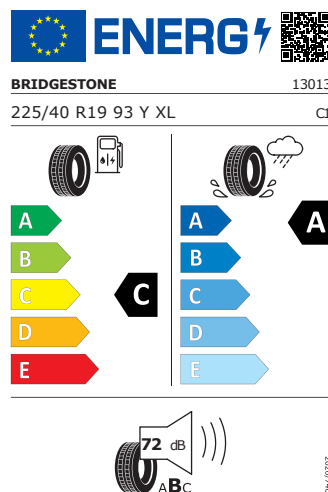 ENERG
BRIDGESTONE 13013
225/40 R19 93 Y XL C1
A A
B B
C C
D D
E E
C
A
72 dB
ABC